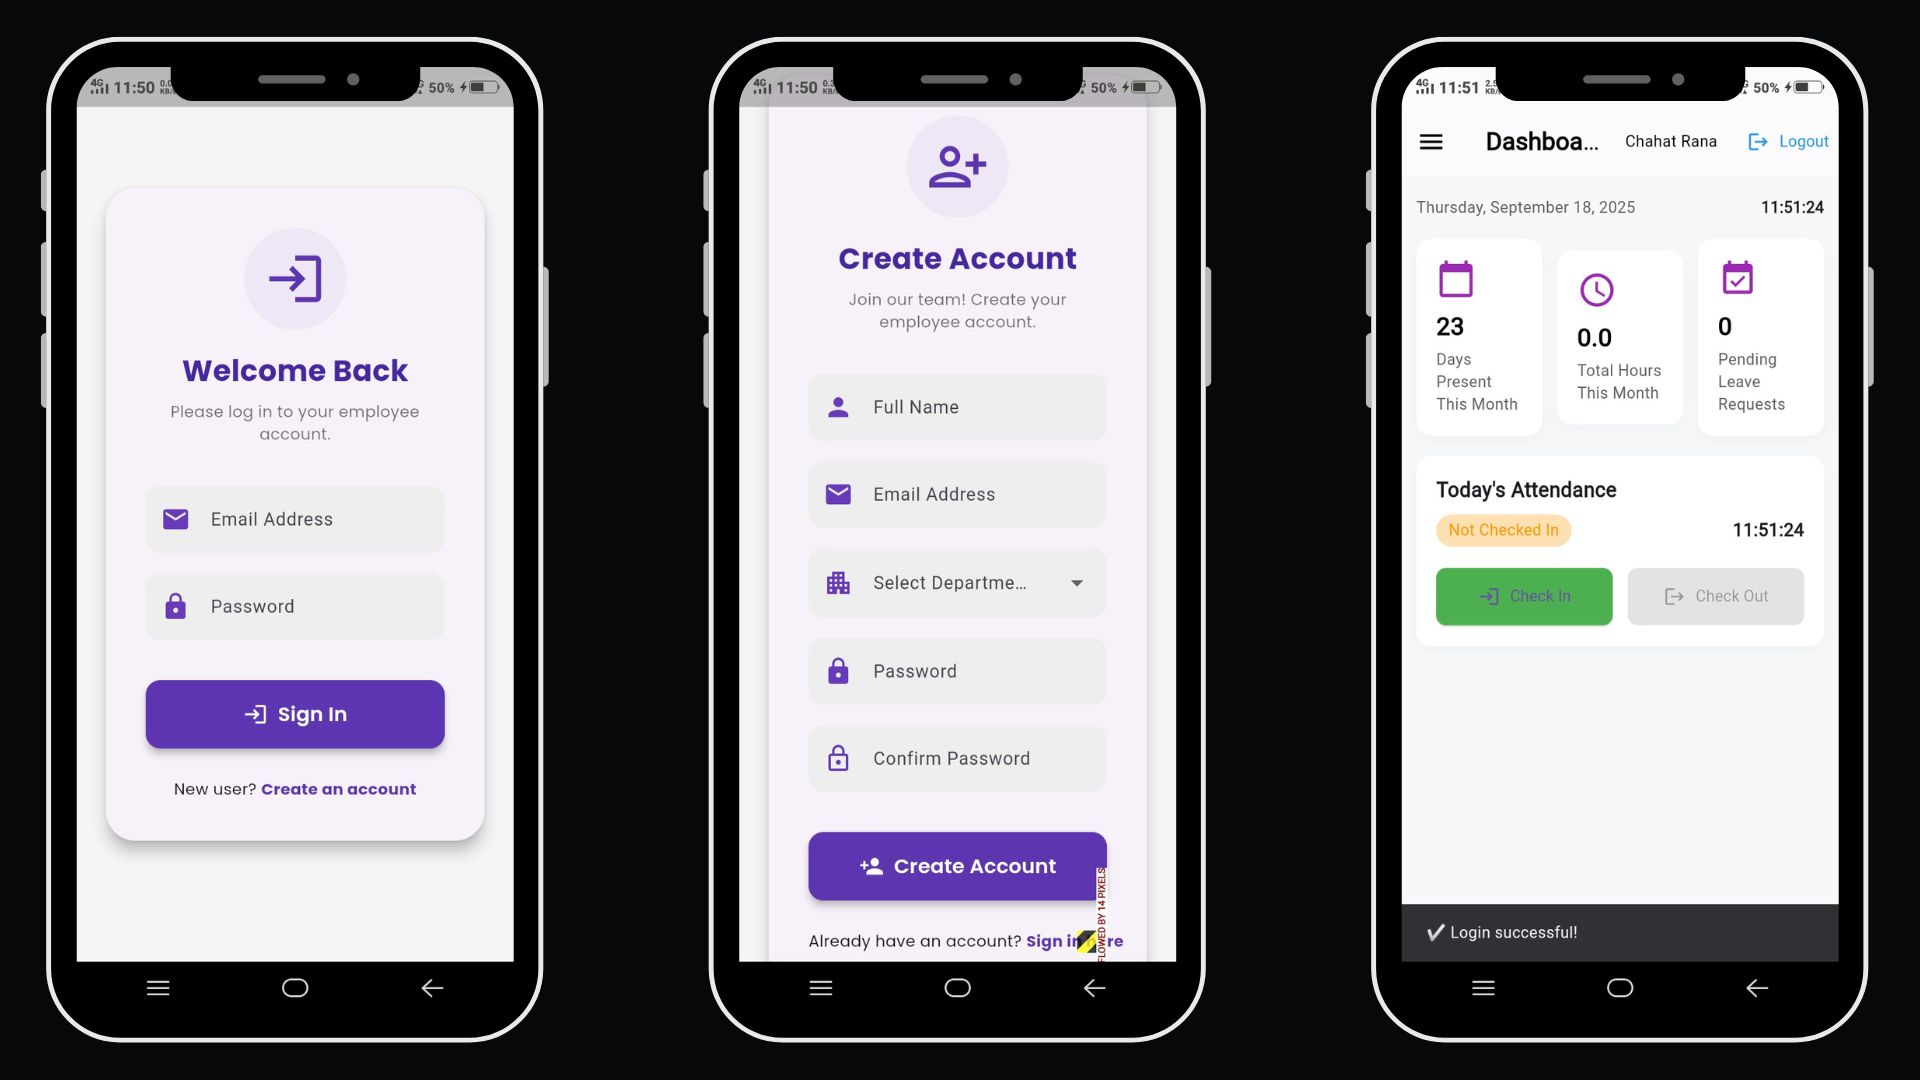 4G 11:50 50%
Welcome Back
Please log in to your employee
account.
Email Address
Password
Sign In
New user? Create an account
4G 11:50 50%
Create Account
Join our team! Create your
employee account.
Full Name
Email Address
Select Departme...
Password
Confirm Password
Create Account
FLOWED BY 14 PIXELS
Already have an account? Sign in
4G 11:51 50%
Dashboa... Chahat Rana Logout
Thursday, September 18, 2025 11:51:24
23
Days
Present
This Month
0.0
Total Hours
This Month
0
Pending
Leave
Requests
Today's Attendance
Not Checked In 11:51:24
Check In Check Out
✔ Login successful!